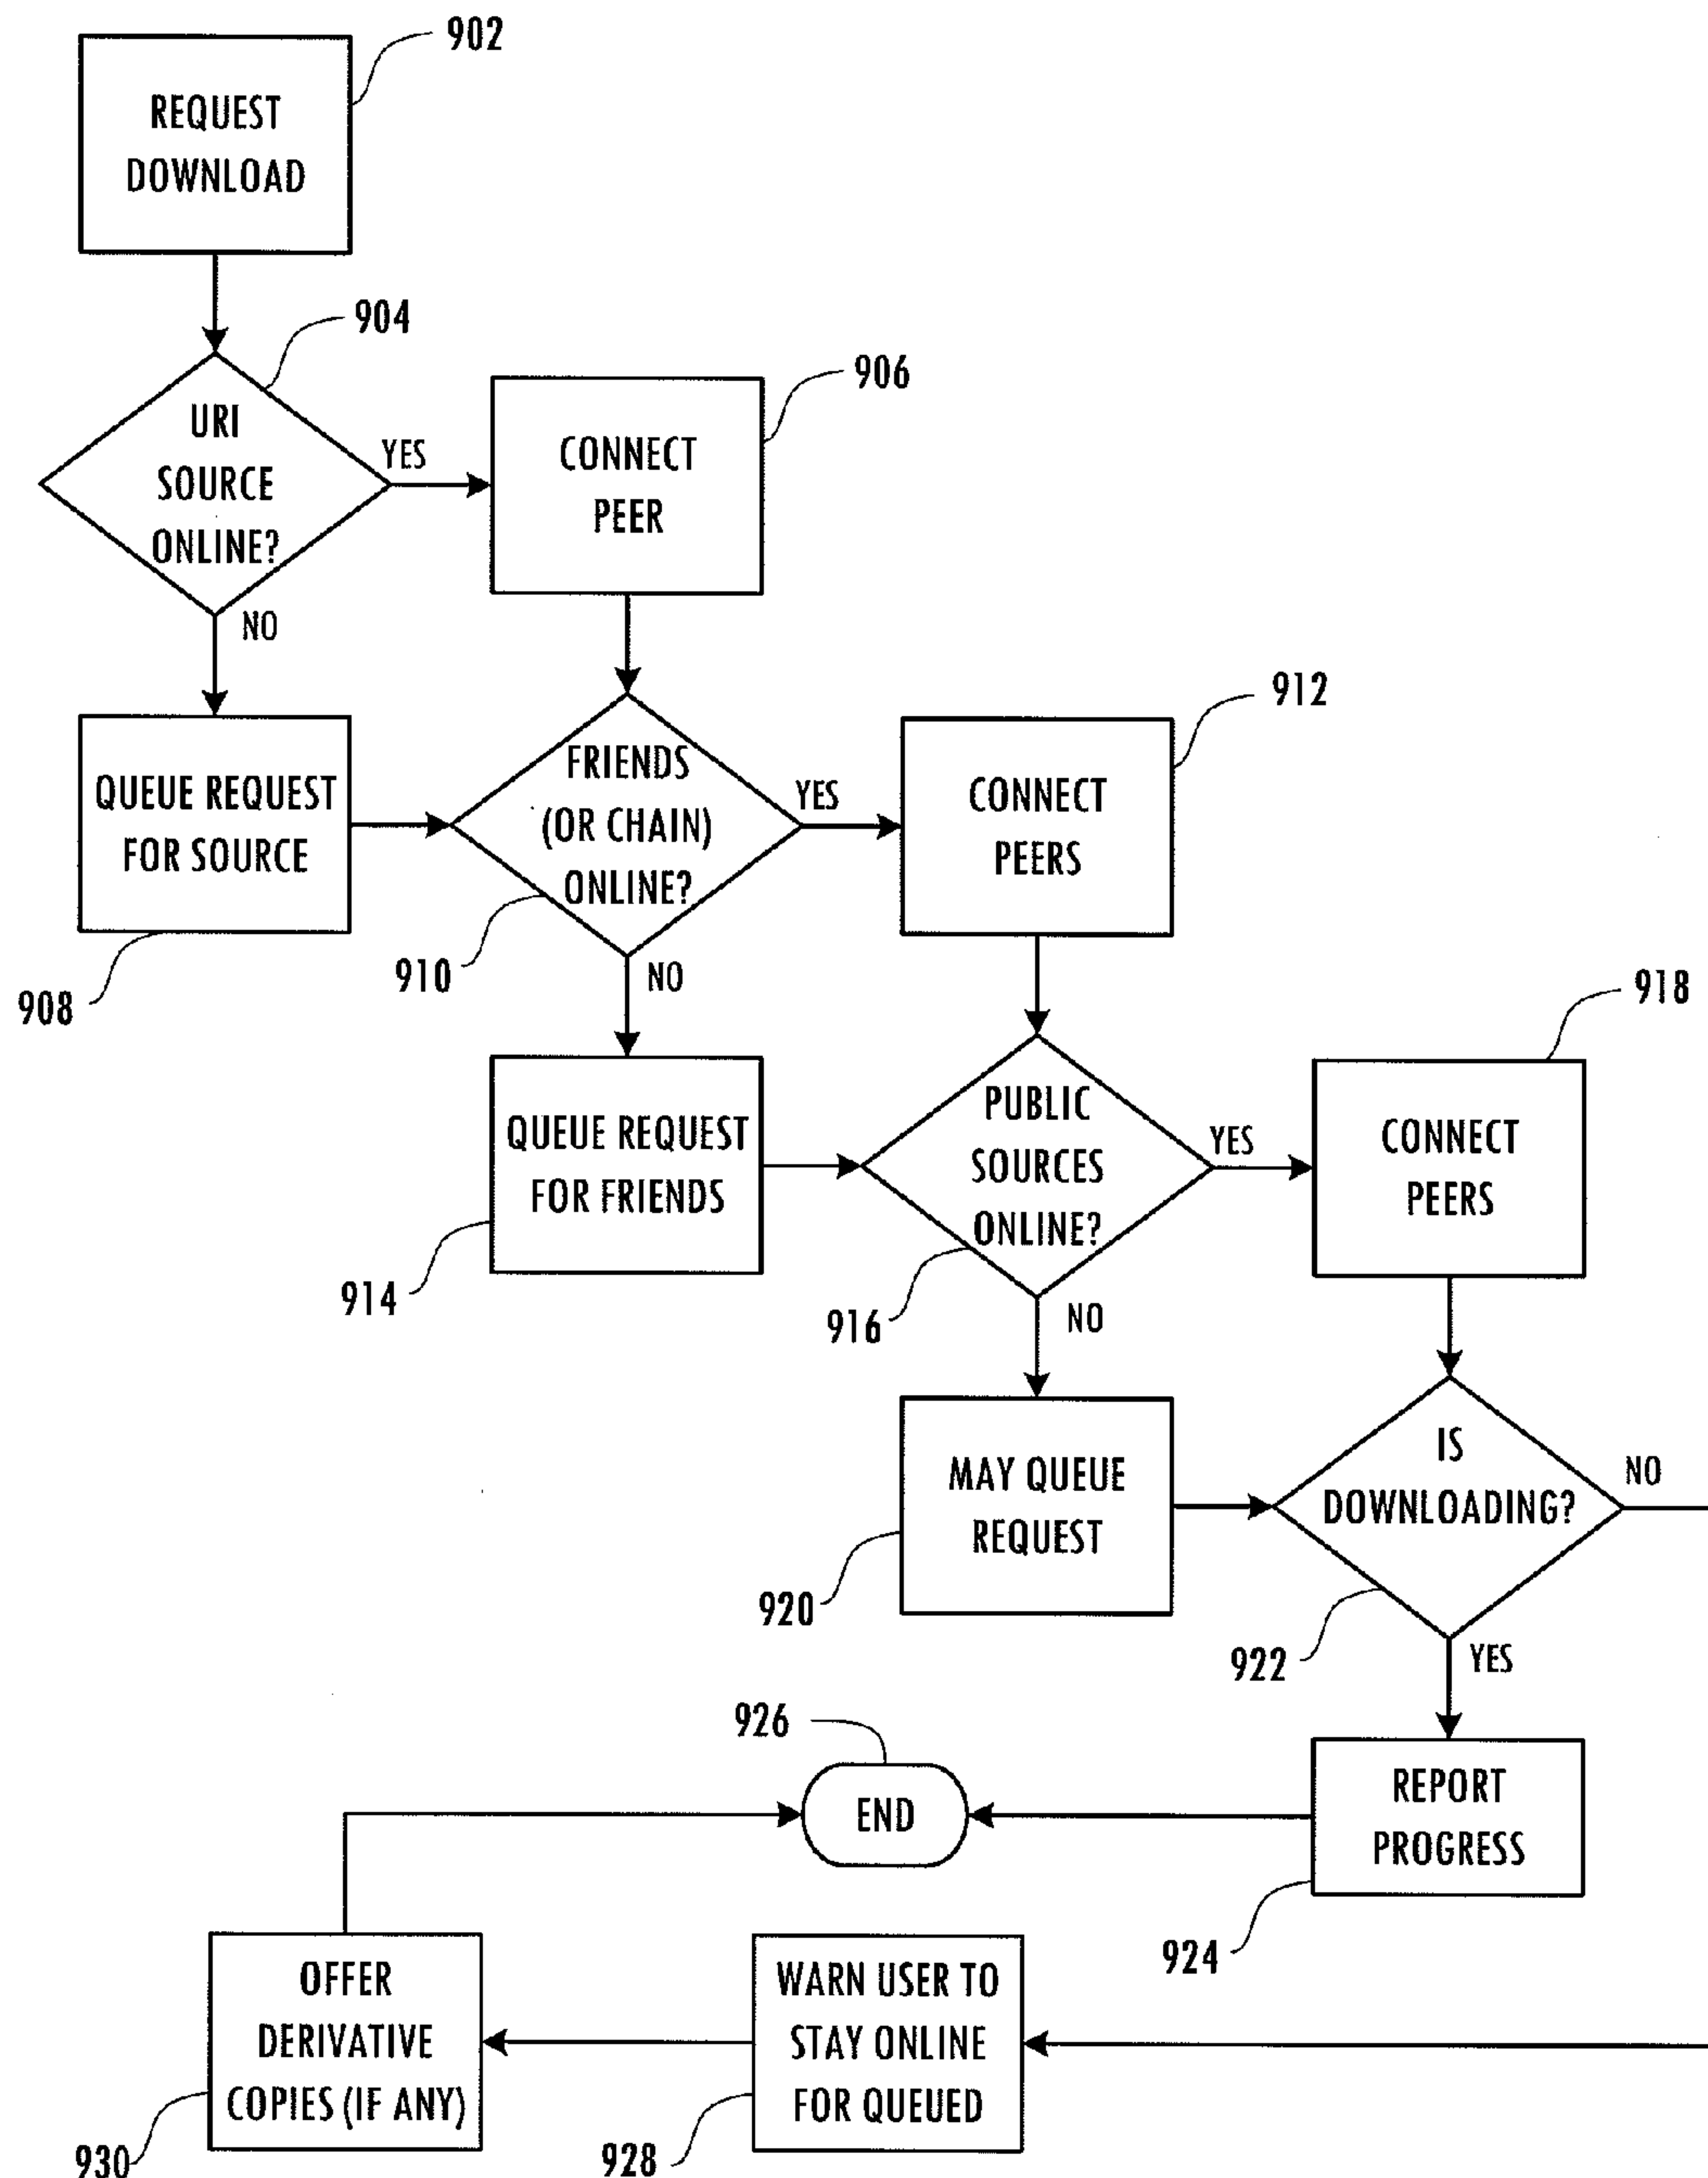 902
REQUEST
DOWNLOAD
904
URI
SOURCE
ONLINE?
YES
NO
906
CONNECT
PEER
908
QUEUE REQUEST
FOR SOURCE
910
FRIENDS
(OR CHAIN)
ONLINE?
YES
NO
912
CONNECT
PEERS
914
QUEUE REQUEST
FOR FRIENDS
916
PUBLIC
SOURCES
ONLINE?
YES
NO
918
CONNECT
PEERS
920
MAY QUEUE
REQUEST
922
IS
DOWNLOADING?
NO
YES
924
REPORT
PROGRESS
926
END
928
WARN USER TO
STAY ONLINE
FOR QUEUED
930
OFFER
DERIVATIVE
COPIES (IF ANY)